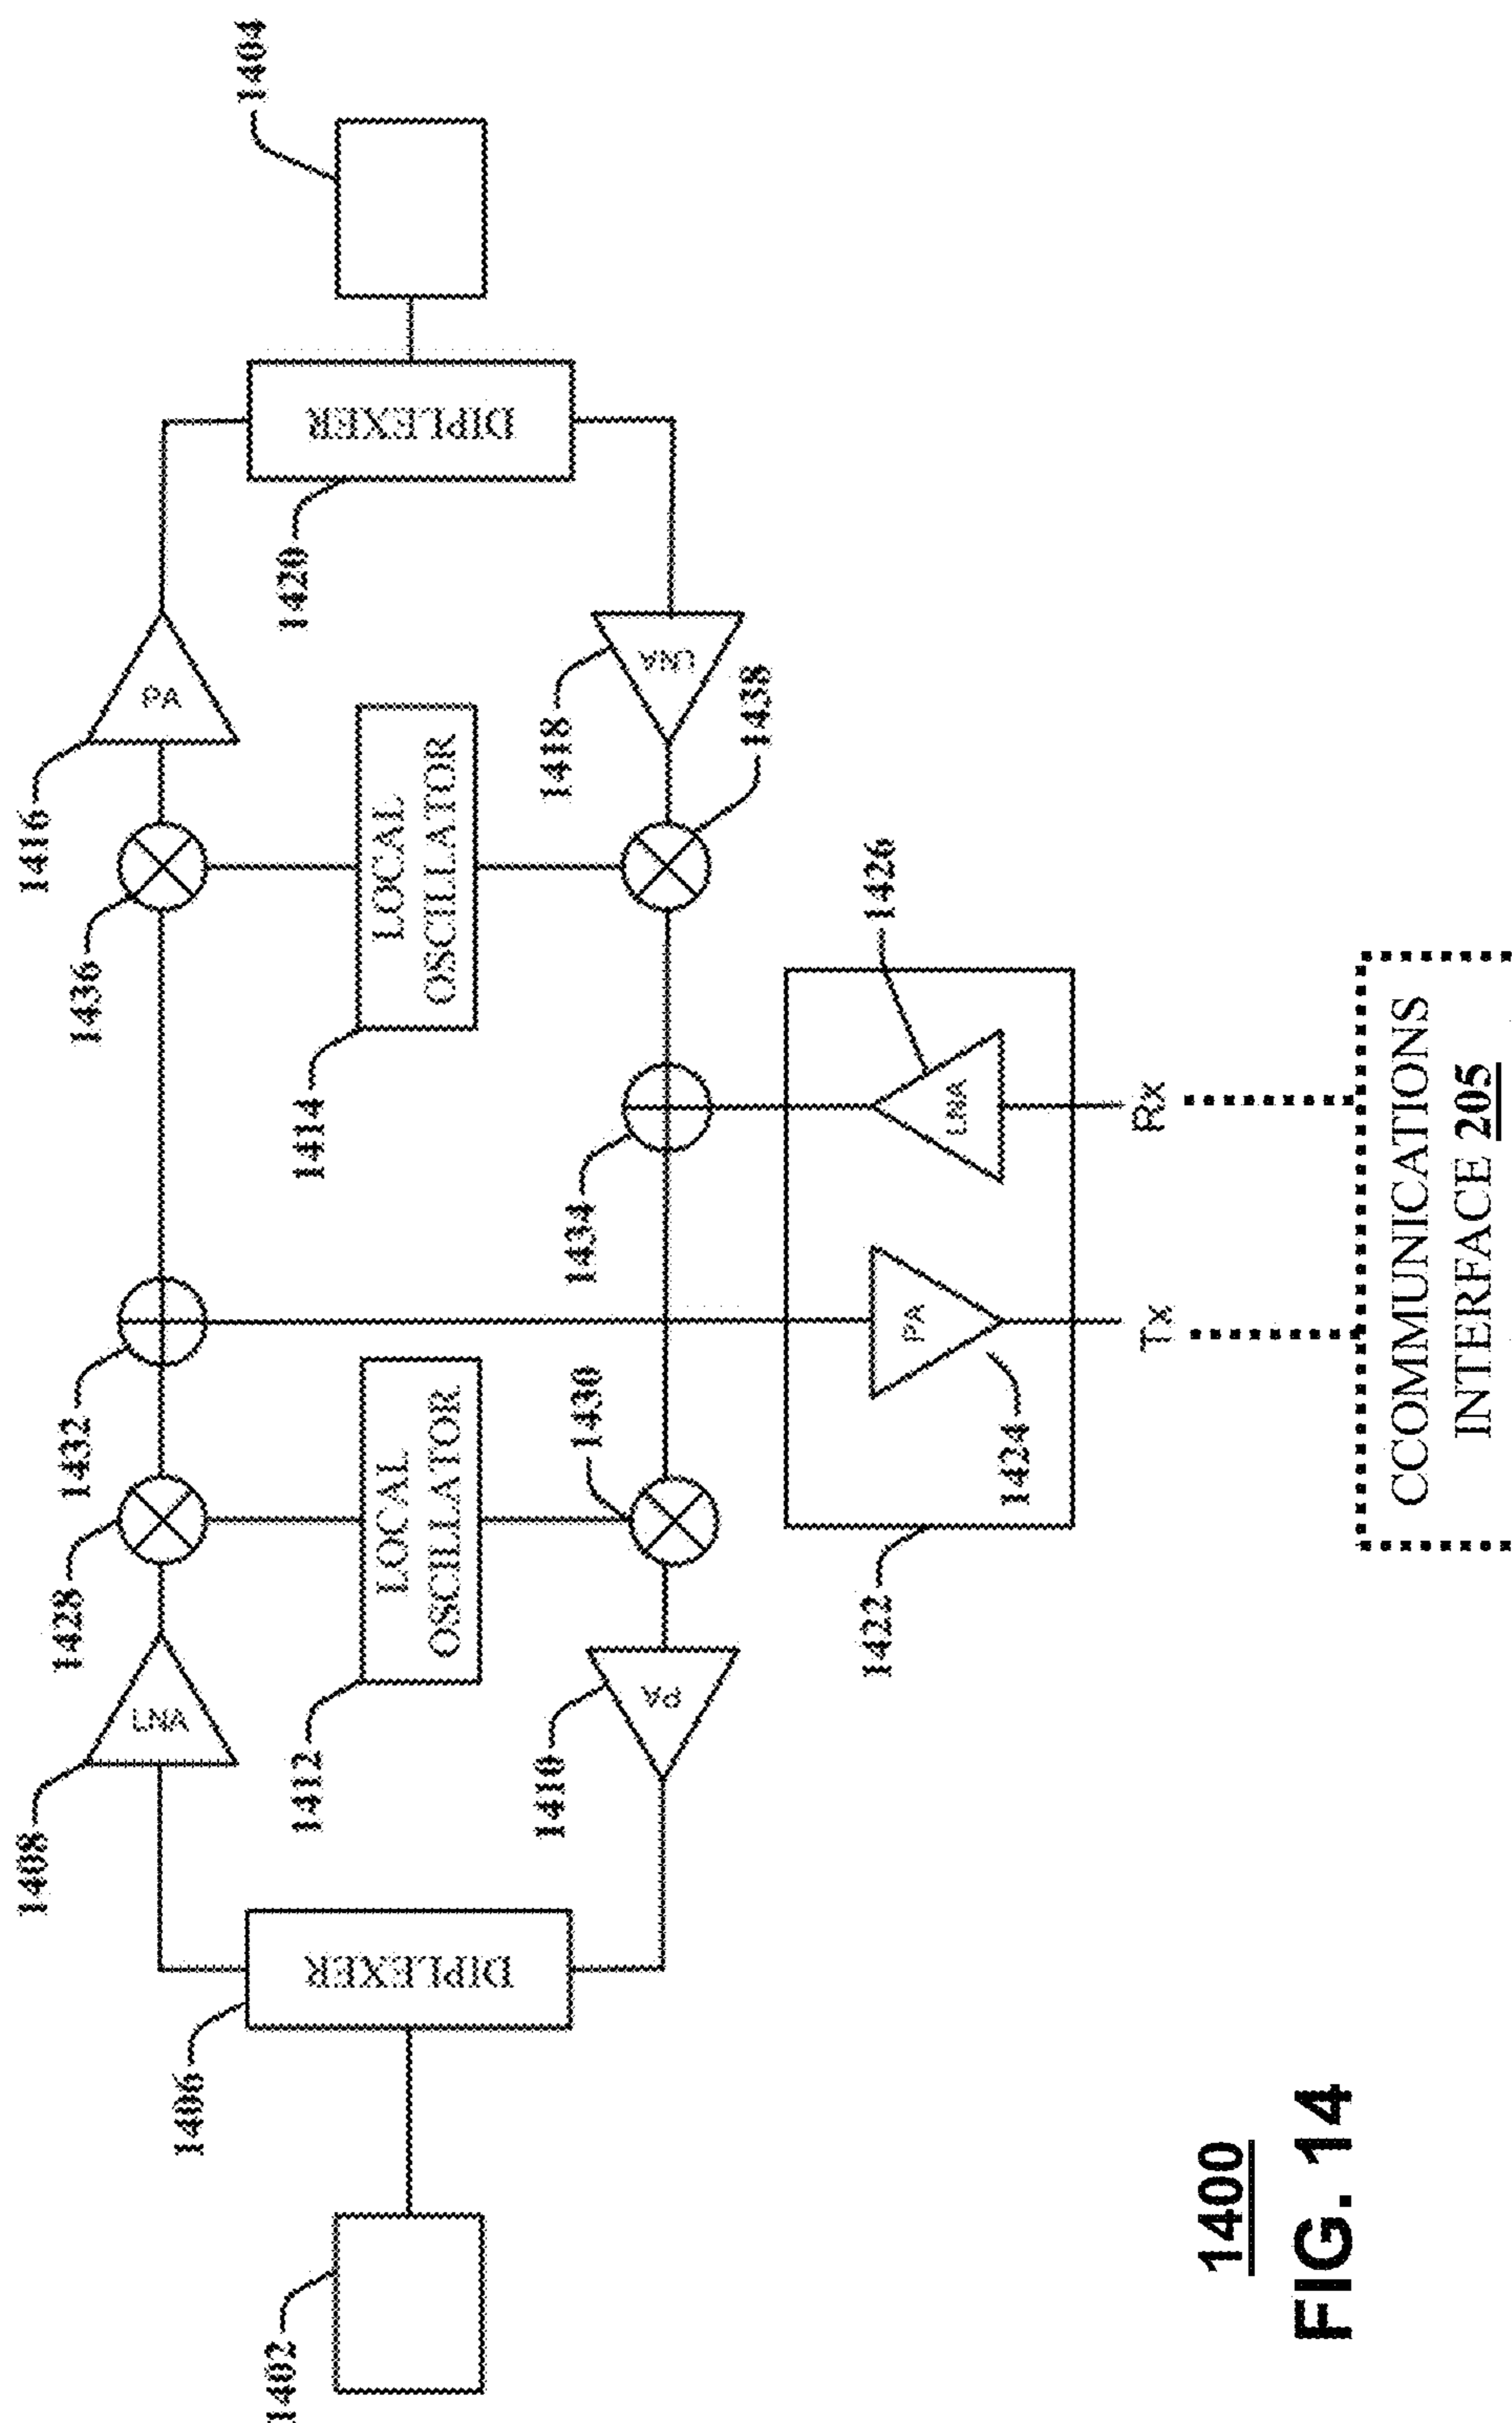 1416
1436
1432
1428
1408
PA
LNA
1404
1420
DIPLEXER
1414
LOCAL
OSCILLATOR
1412
LOCAL
OSCILLATOR
DIPLEXER
1406
1402
1418
LNA
1438
1434
1430
PA
1410
1426
LNA
PA
1424
1422
Rx
Tx
CCOMMUNICATIONS
INTERFACE 205
1400
FIG. 14